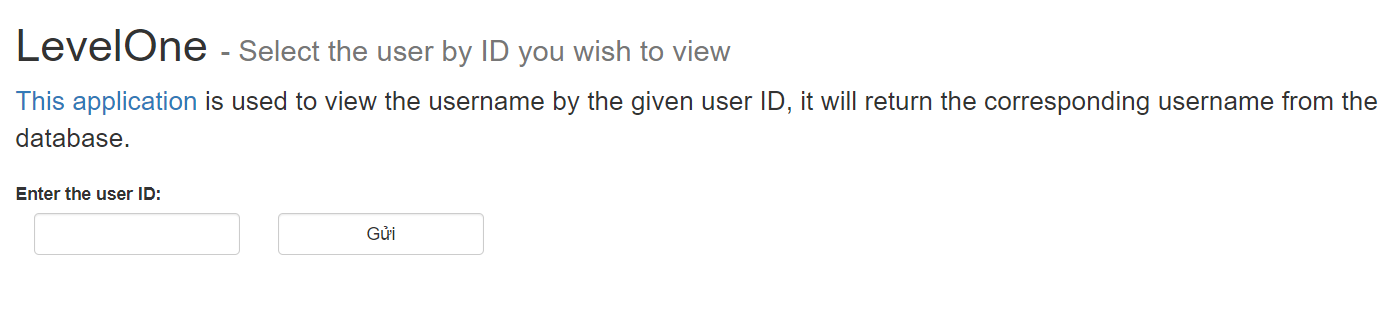 LevelOne - Select the user by ID you wish to view
This application is used to view the username by the given user ID, it will return the corresponding username from the
database.
Enter the user ID:
Gửi